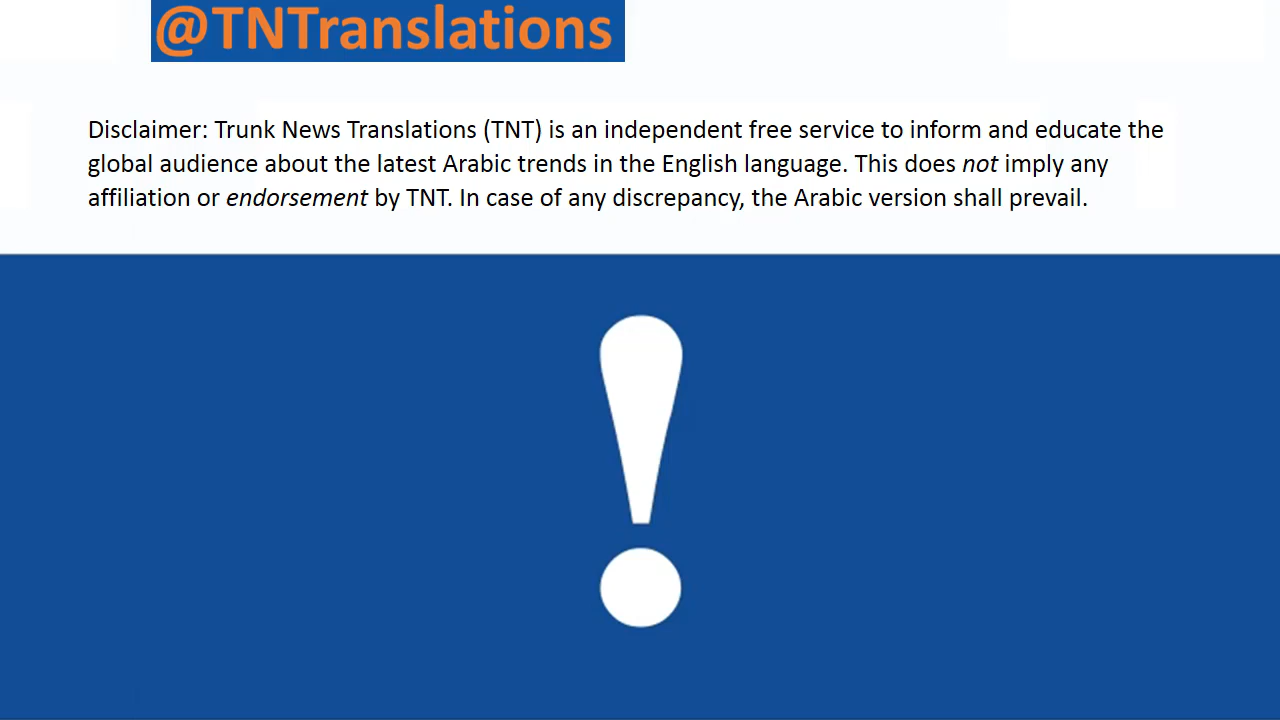 @TNTranslations
Disclaimer: Trunk News Translations (TNT) is an independent free service to inform and educate the
global audience about the latest Arabic trends in the English language. This does not imply any
affiliation or endorsement by TNT. In case of any discrepancy, the Arabic version shall prevail.
!